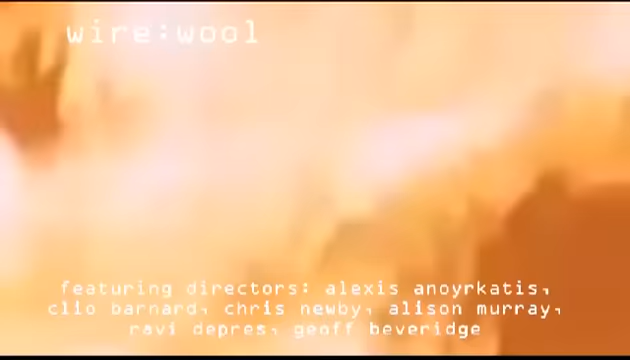 wire:wool
featuring directors: alexis anoyrkatis,
clio barnard, chris newby, alison murray,
ravi depres, geoff beveridge